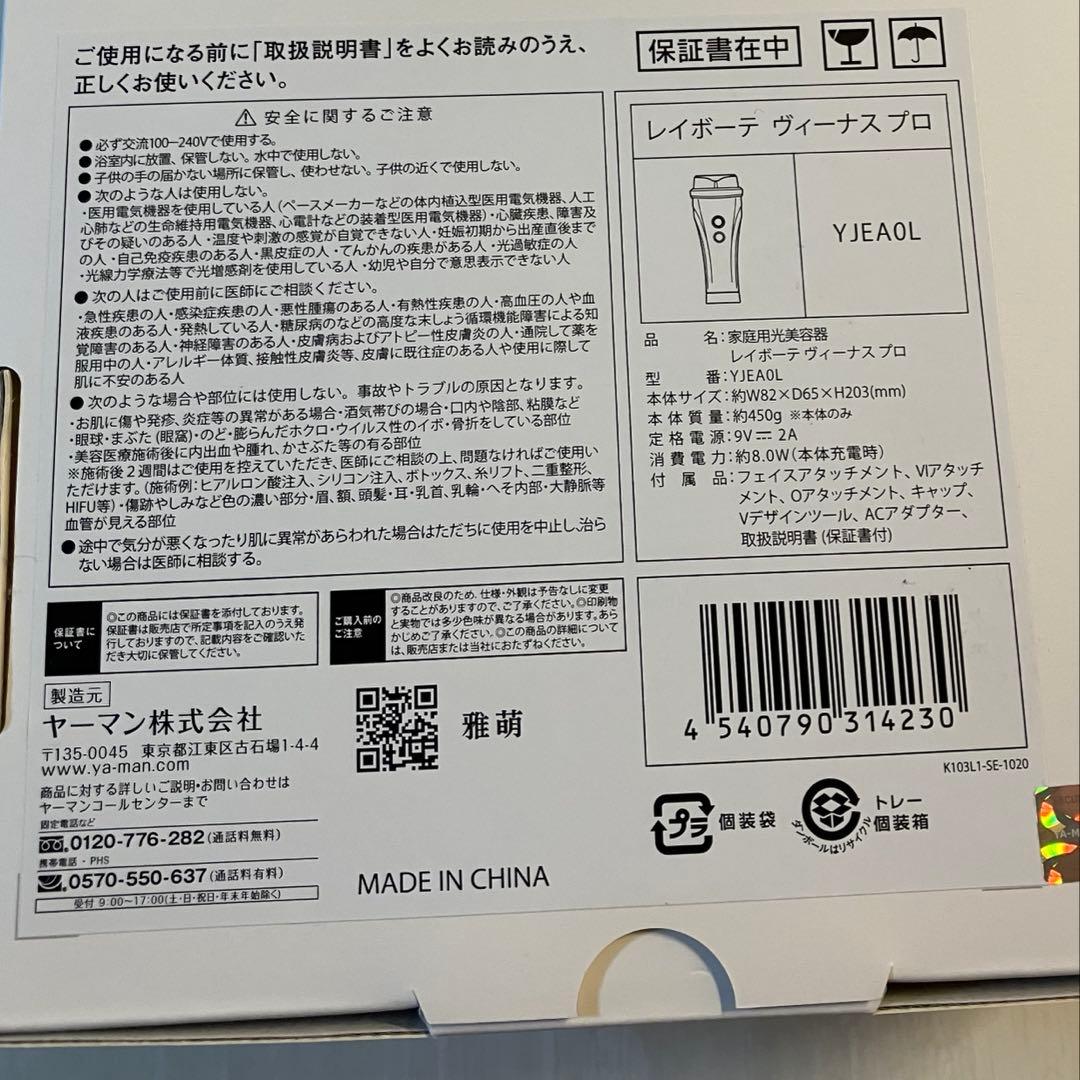 ご使用になる前に「取扱説明書」をよくお読みのうえ、
正しくお使いください。
保証書在中
⚠ 安全に関するご注意
●必ず交流100ー240Vで使用する。
●浴室内に放置、保管しない。水中で使用しない。
●子供の手の届かない場所に保管し、使わせない。子供の近くで使用しない。
●次のような人は使用しない。
・医用電気機器を使用している人（ペースメーカーなどの体内植込型医用電気機器、人工
心肺などの生命維持用電気機器、心電計などの装着型医用電気機器）・心臓疾患、障害及
びその疑いのある人・温度や刺激の感覚が自覚できない人・妊娠初期から出産直後まで
の人・自己免疫疾患のある人・黒皮症の人・てんかんの疾患がある人・光過敏症の人
・光線力学療法等で光増感剤を使用している人・幼児や自分で意思表示できない人
●次の人はご使用前に医師にご相談ください。
・急性疾患の人・感染症疾患の人・悪性腫瘍のある人・有熱性疾患の人・高血圧の人や血
液疾患のある人・発熱している人・糖尿病のなどの高度な末しょう循環機能障害による知
覚障害のある人・神経障害のある人・皮膚病およびアトピー性皮膚炎の人・通院して薬を
服用中の人・アレルギー体質、接触性皮膚炎等、皮膚に既往症のある人や使用に際して
肌に不安のある人
●次のような場合や部位には使用しない。事故やトラブルの原因となります。
・お肌に傷や発疹、炎症等の異常がある場合・酒気帯びの場合・口内や陰部、粘膜など
・眼球・まぶた(眼窩)・のど・膨らんだホクロ・ウイルス性のイボ・骨折をしている部位
・美容医療施術後に内出血や腫れ、かさぶた等の有る部位
※施術後２週間はご使用を控えていただき、医師にご相談の上、問題なければご使用い
ただけます。(施術例：ヒアルロン酸注入、シリコン注入、ボトックス、糸リフト、二重整形、
HIFU等)・傷跡やしみなど色の濃い部分・眉、額、頭髪・耳・乳首、乳輪・へそ内部・大静脈等
血管が見える部位
●途中で気分が悪くなったり肌に異常があらわれた場合はただちに使用を中止し、治ら
ない場合は医師に相談する。
レイボーテ ヴィーナス プロ
YJEA0L
品　　名：家庭用光美容器
レイボーテ ヴィーナス プロ
型　　番：YJEA0L
本体サイズ：約W82×D65×H203(mm)
本体質量：約450g ※本体のみ
定格電源：9V⎓ 2A
消費電力：約8.0W（本体充電時）
付属品：フェイスアタッチメント、VIアタッチ
メント、Oアタッチメント、キャップ、
Vデザインツール、ACアダプター、
取扱説明書(保証書付)
保証書に
ついて
◎この商品には保証書を添付しております。
保証書は販売店で所定事項を記入のうえ発
行しておりますので、記載内容をご確認いた
だき大切に保管してください。
ご購入前の
ご注意
◎商品改良のため、仕様・外観は予告なしに変更
することがありますので、ご了承ください。◎印刷物
と実物では多少色味が異なる場合があります。あら
かじめご了承ください。◎この商品の詳細について
は、販売店または当社におたずねください。
製造元
ヤーマン株式会社
〒135-0045 東京都江東区古石場1-4-4
www.ya-man.com
商品に対する詳しいご説明・お問い合わせは
ヤーマンコールセンターまで
固定電話など
0120-776-282(通話料無料)
携帯電話・PHS
0570-550-637(通話料有料)
受付 9:00〜17:00(土・日・祝日・年末年始除く)
雅萌
MADE IN CHINA
4 540790 314230
K103L1-SE-1020
プラ
個装袋
ダンボールはリサイクル
トレー
個装箱